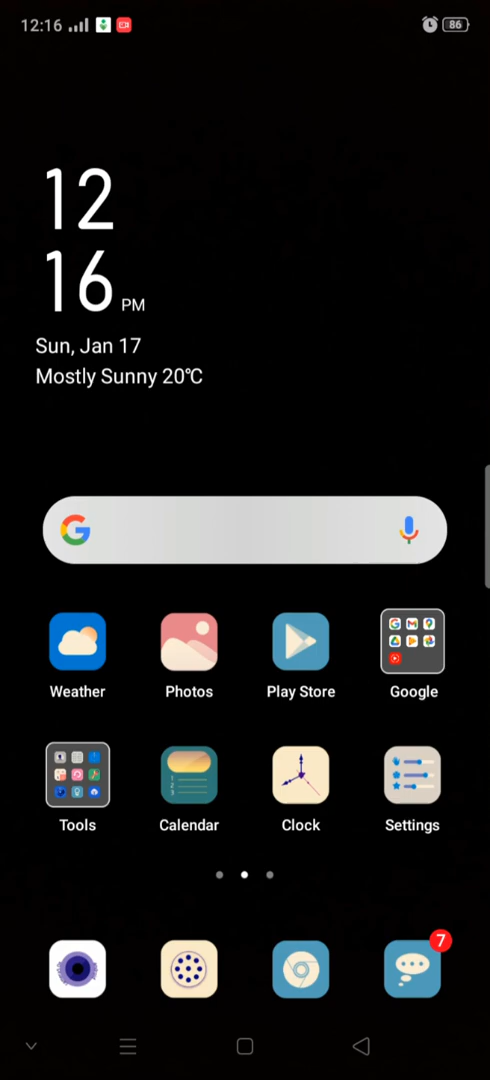 12:16 86
12
16 PM
Sun, Jan 17
Mostly Sunny 20℃
Weather Photos Play Store Google
Tools Calendar Clock Settings
7